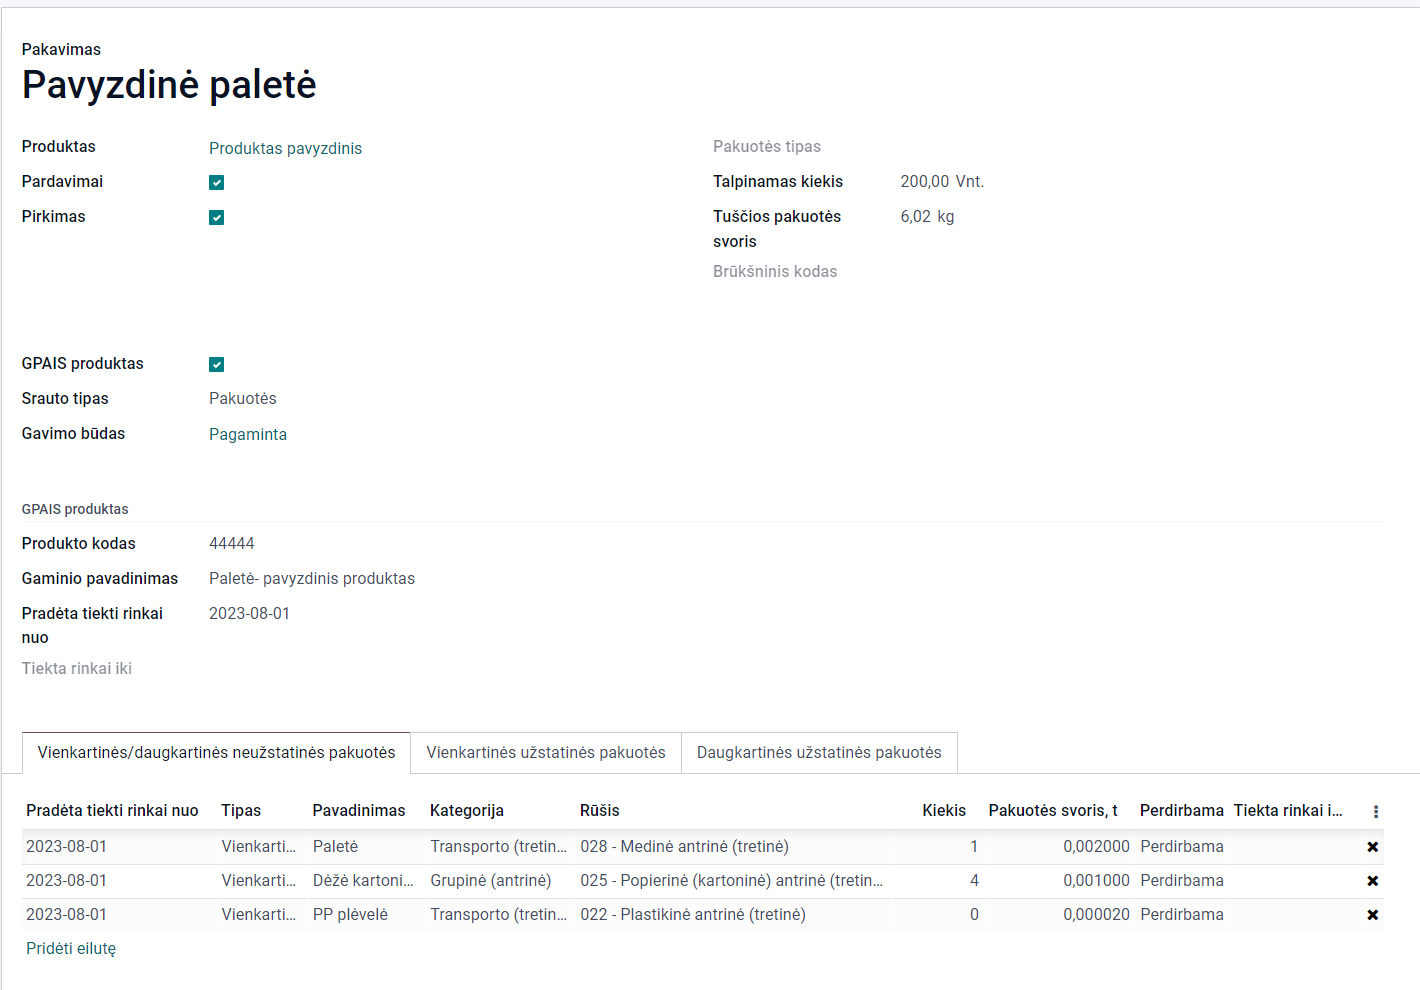 Pakavimas
Pavyzdinė paletė
Produktas Produktas pavyzdinis
Pardavimai
Pirkimas
Pakuotės tipas
Talpinamas kiekis 200,00 Vnt.
Tuščios pakuotės 6,02 kg
svoris
Brūkšninis kodas
GPAIS produktas
Srauto tipas Pakuotės
Gavimo būdas Pagaminta
GPAIS produktas
Produkto kodas 44444
Gaminio pavadinimas Paletė- pavyzdinis produktas
Pradėta tiekti rinkai 2023-08-01
nuo
Tiekta rinkai iki
Vienkartinės/daugkartinės neužstatinės pakuotės Vienkartinės užstatinės pakuotės Daugkartinės užstatinės pakuotės
Pradėta tiekti rinkai nuo Tipas Pavadinimas Kategorija Rūšis Kiekis Pakuotės svoris, t Perdirbama Tiekta rinkai i...
2023-08-01 Vienkarti... Paletė Transporto (tretin... 028 - Medinė antrinė (tretinė) 1 0,002000 Perdirbama
2023-08-01 Vienkarti... Dėžė kartoni... Grupinė (antrinė) 025 - Popierinė (kartoninė) antrinė (tretin... 4 0,001000 Perdirbama
2023-08-01 Vienkarti... PP plėvelė Transporto (tretin... 022 - Plastikinė antrinė (tretinė) 0 0,000020 Perdirbama
Pridėti eilutę